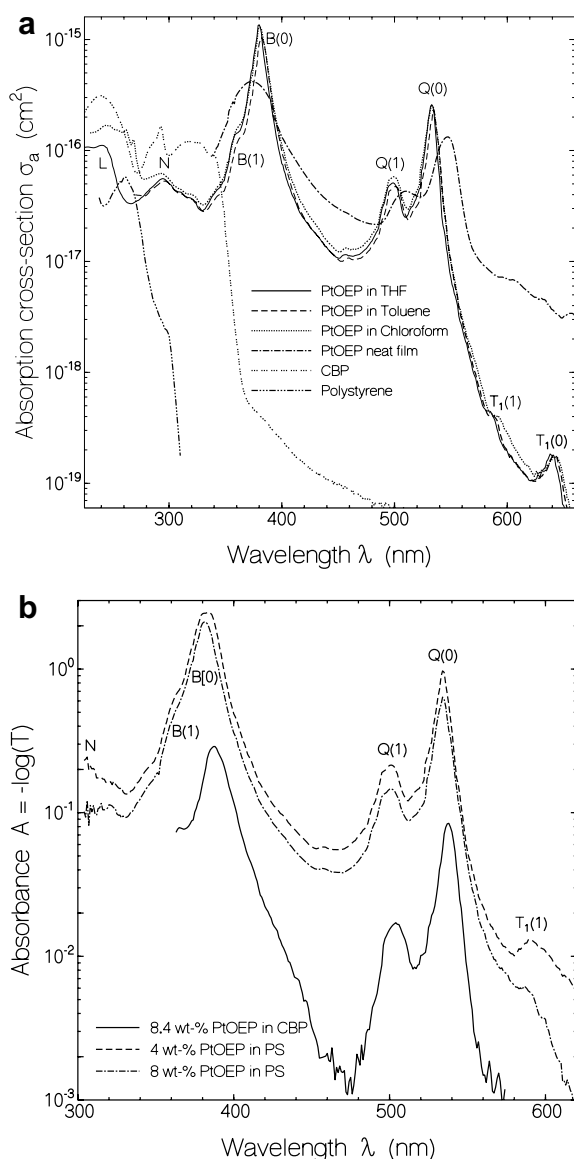 a
Absorption cross-section σₐ (cm²)
10⁻¹⁵
10⁻¹⁶
10⁻¹⁷
10⁻¹⁸
10⁻¹⁹
B(0)
Q(0)
L
N
B(1)
Q(1)
PtOEP in THF
PtOEP in Toluene
PtOEP in Chloroform
PtOEP neat film
CBP
Polystyrene
T₁(1)
T₁(0)
300 400 500 600
Wavelength λ (nm)
b
Absorbance A = -log(T)
10⁰
10⁻¹
10⁻²
10⁻³
B[0)
Q(0)
B(1)
N
Q(1)
T₁(1)
8.4 wt-% PtOEP in CBP
4 wt-% PtOEP in PS
8 wt-% PtOEP in PS
300 400 500 600
Wavelength λ (nm)